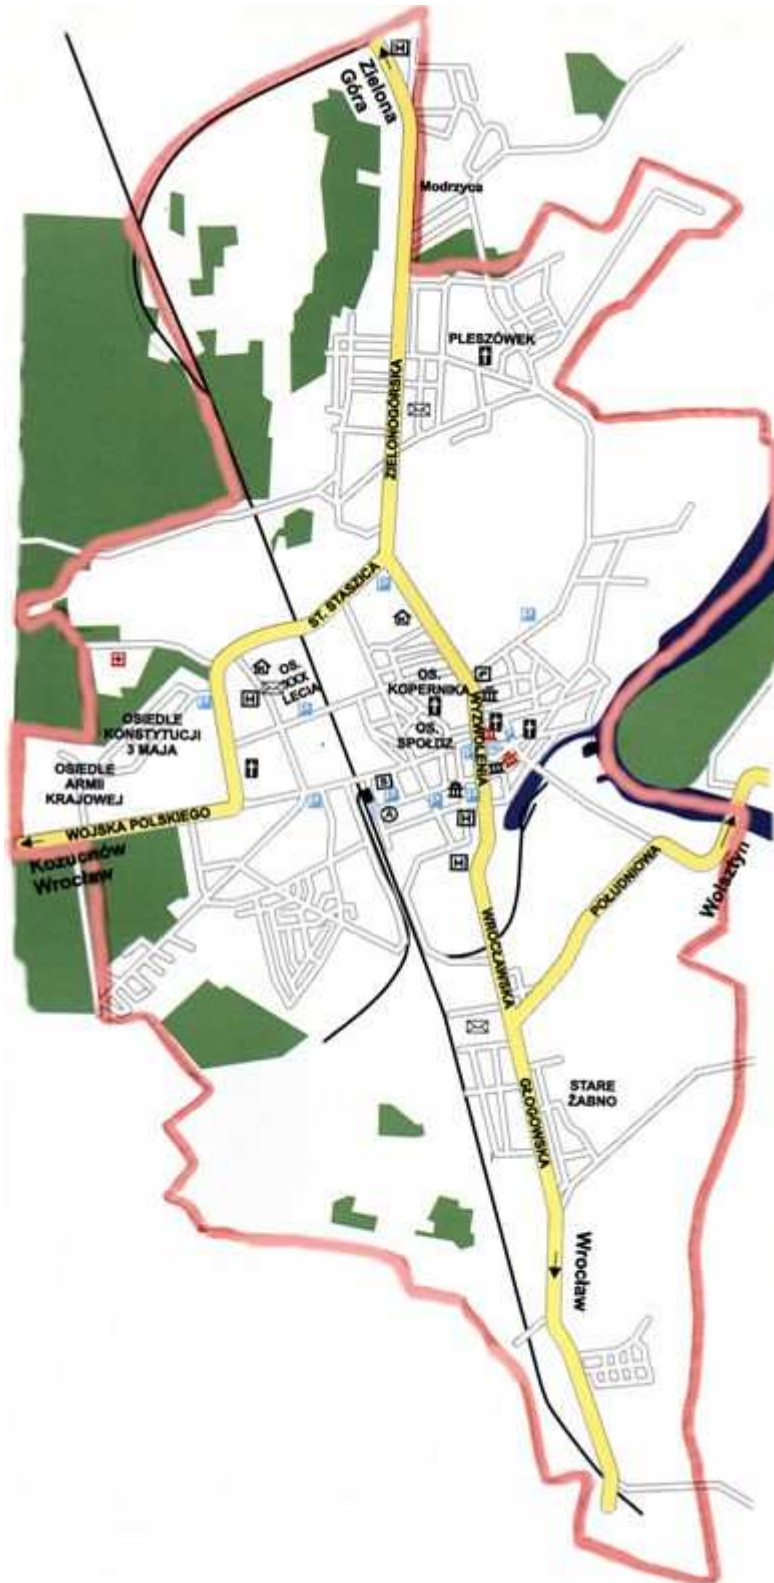 H
Zielona
Góra
Modrzyca
PLESZÓWEK
ZIELONOGÓRSKA
ST. STASZICA
OS.
XXX
LECIA
OS.
KOPERNIKA
P
H
OSIEDLE
KONSTYTUCJI
3 MAJA
OS.
SPOŁDZ.
WYZWOLENIA
OSIEDLE
ARMII
KRAJOWEJ
B
A
H
WOJSKA POLSKIEGO
Kożuchów
Wrocław
H
POŁUDNIOWA
Wolsztyn
WROCŁAWSKA
STARE
ŻABNO
GŁOGOWSKA
Wrocław